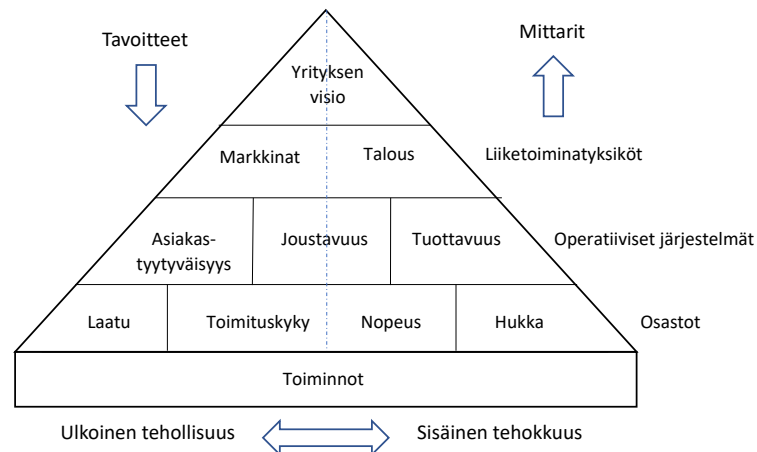 Tavoitteet
Mittarit
Yrityksen
visio
Markkinat
Talous
Liiketoiminatyksiköt
Asiakas-
tyytyväisyys
Joustavuus
Tuottavuus
Operatiiviset järjestelmät
Laatu
Toimituskyky
Nopeus
Hukka
Osastot
Toiminnot
Ulkoinen tehollisuus
Sisäinen tehokkuus